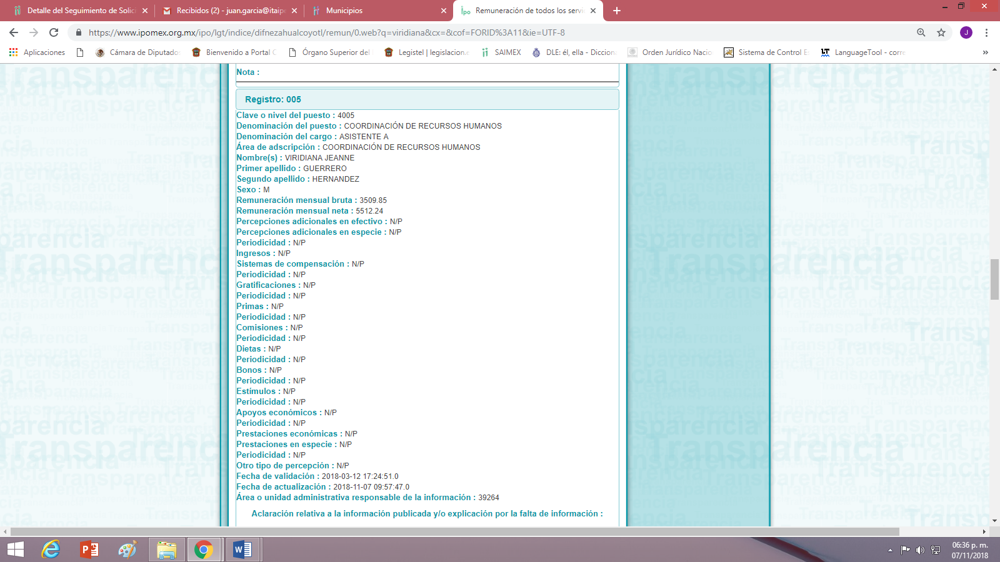 Detalle del Seguimiento de Solici
Recibidos (2) - juan.garcia@itaipe
Municipios
ipo
Remuneración de todos los servi
https://www.ipomex.org.mx/ipo/lgt/indice/difnezahualcoyotl/remun/0.web?q=viridiana&cx=&cof=FORID%3A11&ie=UTF-8
J
Aplicaciones
Cámara de Diputados
Bienvenido a Portal C
Órgano Superior del
Legistel | legislacion.e
SAIMEX
DLE: él, ella - Diccion
Orden Jurídico Nacio
Sistema de Control E
LT
LanguageTool - corre
»
Nota :
Registro: 005
Clave o nivel del puesto : 4005
Denominación del puesto : COORDINACIÓN DE RECURSOS HUMANOS
Denominación del cargo : ASISTENTE A
Área de adscripción : COORDINACIÓN DE RECURSOS HUMANOS
Nombre(s) : VIRIDIANA JEANNE
Primer apellido : GUERRERO
Segundo apellido : HERNANDEZ
Sexo : M
Remuneración mensual bruta : 3509.85
Remuneración mensual neta : 5512.24
Percepciones adicionales en efectivo : N/P
Percepciones adicionales en especie : N/P
Periodicidad : N/P
Ingresos : N/P
Sistemas de compensación : N/P
Periodicidad : N/P
Gratificaciones : N/P
Periodicidad : N/P
Primas : N/P
Periodicidad : N/P
Comisiones : N/P
Periodicidad : N/P
Dietas : N/P
Periodicidad : N/P
Bonos : N/P
Periodicidad : N/P
Estímulos : N/P
Periodicidad : N/P
Apoyos económicos : N/P
Periodicidad : N/P
Prestaciones económicas : N/P
Prestaciones en especie : N/P
Periodicidad : N/P
Otro tipo de percepción : N/P
Fecha de validación : 2018-03-12 17:24:51.0
Fecha de actualización : 2018-11-07 09:57:47.0
Área o unidad administrativa responsable de la información : 39264
Aclaración relativa a la información publicada y/o explicación por la falta de información :
06:36 p. m.
07/11/2018